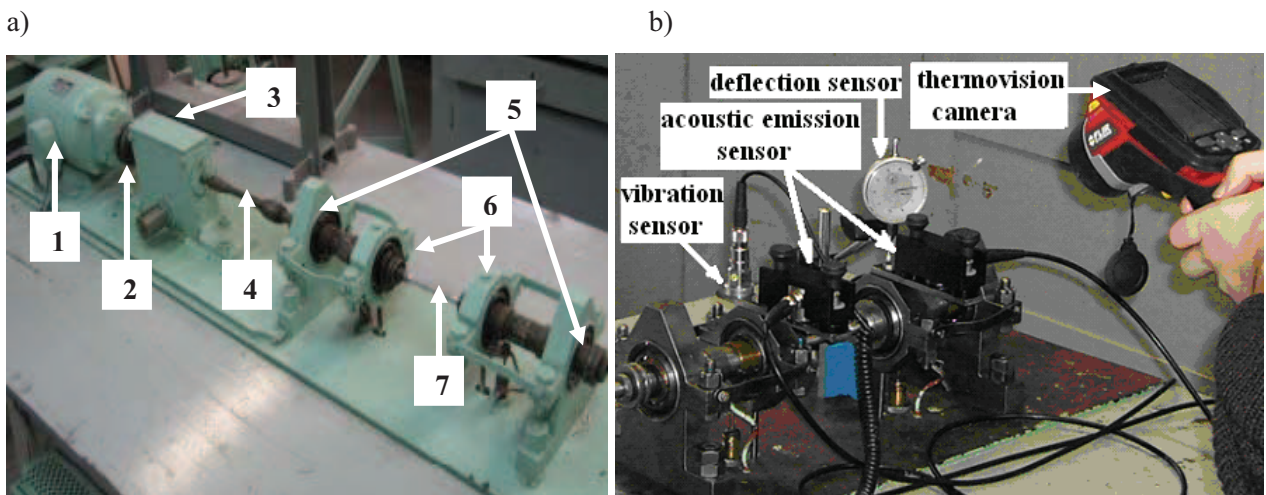 a)
b)
3
5
6
1
2
4
7
deflection sensor
thermovision
camera
acoustic emission
sensor
vibration
sensor